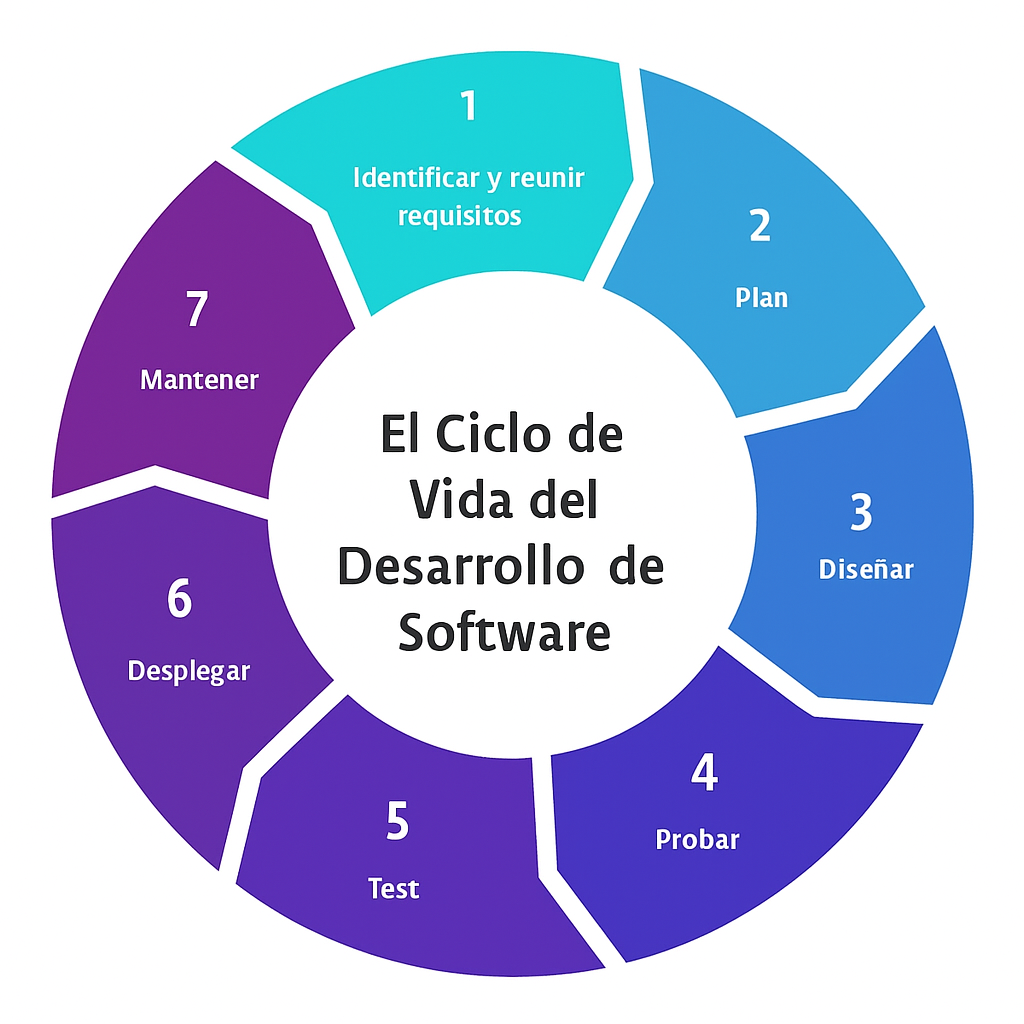 1
Identificar y reunir
requisitos
2
Plan
3
Diseñar
4
Probar
5
Test
6
Desplegar
7
Mantener
El Ciclo de
Vida del
Desarrollo de
Software